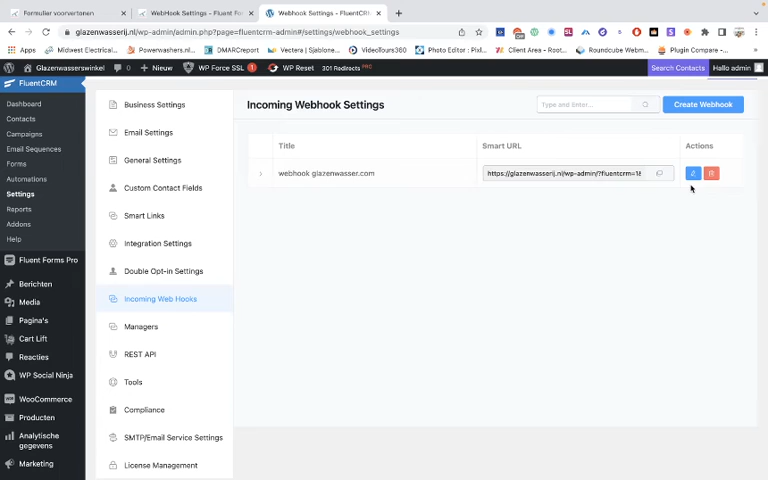 Formulier voorvertonen
WebHook Settings - Fluent For
Webhook Settings - FluentCRM
glazenwasserij.nl/wp-admin/admin.php?page=fluentcrm-admin#/settings/webhook_settings
Apps
Midwest Electrical...
Powerwashers.nl...
DMARCreport
Vectera | Sjablone...
VideoTours360
Photo Editor : Pixl...
Client Area - Root...
Roundcube Webm...
Plugin Compare -...
Glazenwasserswinkel
0
Nieuw
WP Force SSL
1
WP Reset
301 Redirects PRO
Search Contacts
Hallo admin
FluentCRM
Dashboard
Contacts
Campaigns
Email Sequences
Forms
Automations
Settings
Reports
Addons
Help
Fluent Forms Pro
Berichten
Media
Pagina's
Cart Lift
Reacties
WP Social Ninja
WooCommerce
Producten
Analytische
gegevens
Marketing
Business Settings
Email Settings
General Settings
Custom Contact Fields
Smart Links
Integration Settings
Double Opt-in Settings
Incoming Web Hooks
Managers
REST API
Tools
Compliance
SMTP/Email Service Settings
License Management
Incoming Webhook Settings
Type and Enter...
Create Webhook
Title
Smart URL
Actions
webhook glazenwasser.com
https://glazenwasserij.nl/wp-admin/?fluentcrm=1&